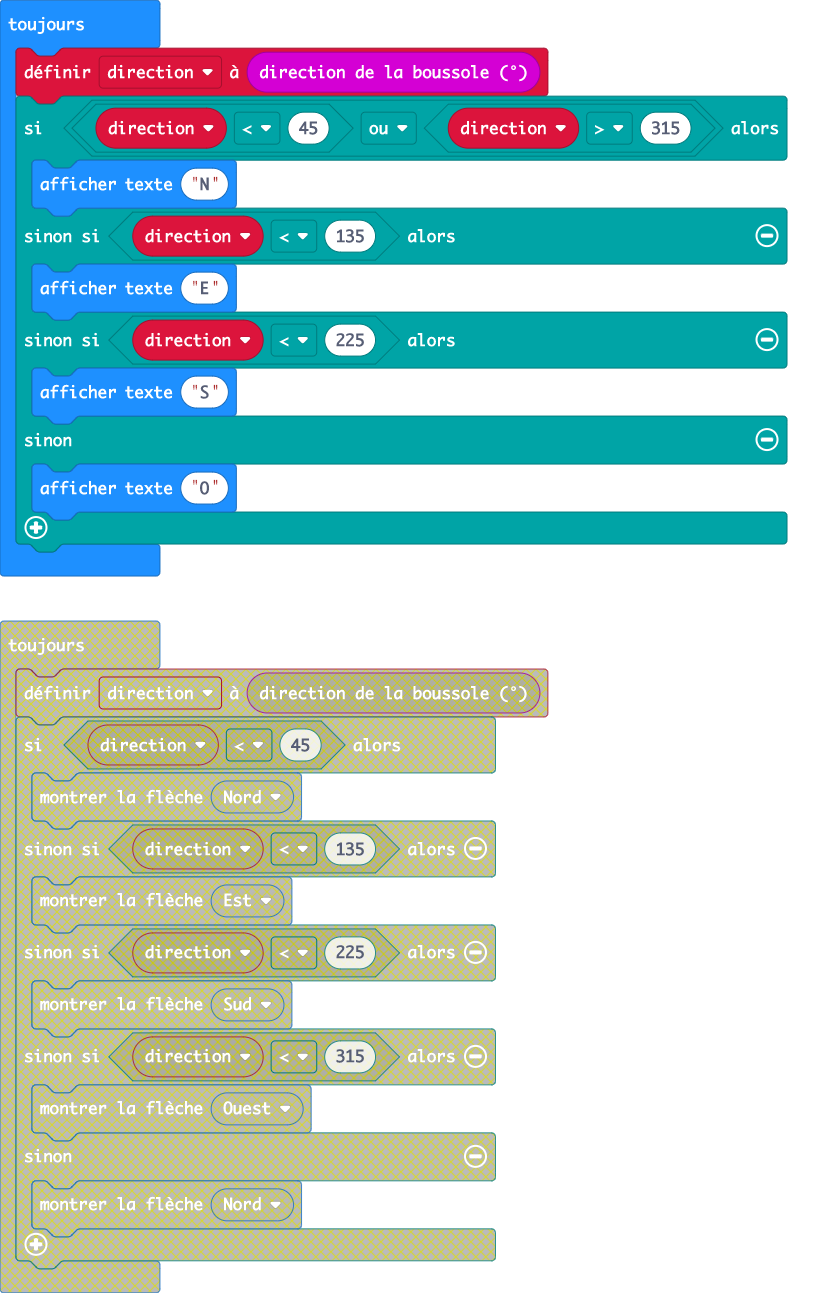 toujours
définir direction à direction de la boussole (°)
si direction < 45 ou direction > 315 alors
afficher texte "N"
sinon si direction < 135 alors
afficher texte "E"
sinon si direction < 225 alors
afficher texte "S"
sinon
afficher texte "O"
toujours
définir direction à direction de la boussole (°)
si direction < 45 alors
montrer la flèche Nord
sinon si direction < 135 alors
montrer la flèche Est
sinon si direction < 225 alors
montrer la flèche Sud
sinon si direction < 315 alors
montrer la flèche Ouest
sinon
montrer la flèche Nord